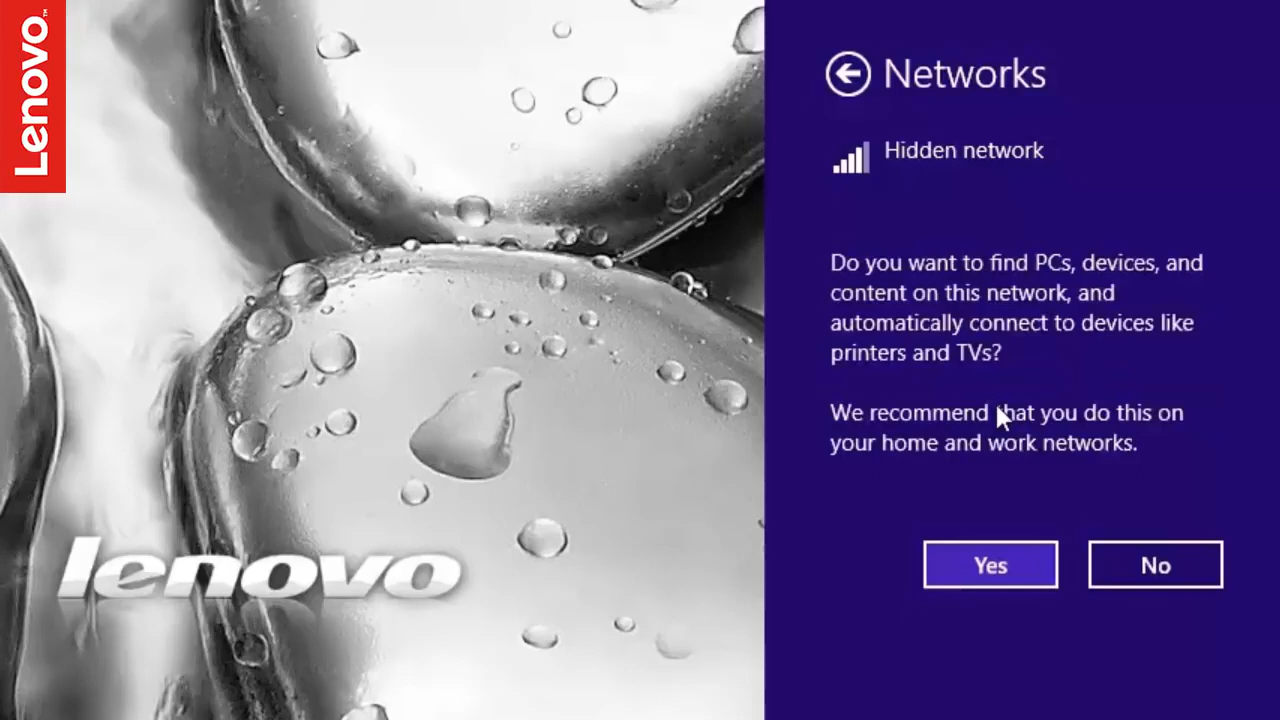 Lenovo™
lenovo
Networks
Hidden network
Do you want to find PCs, devices, and
content on this network, and
automatically connect to devices like
printers and TVs?
We recommend that you do this on
your home and work networks.
Yes
No